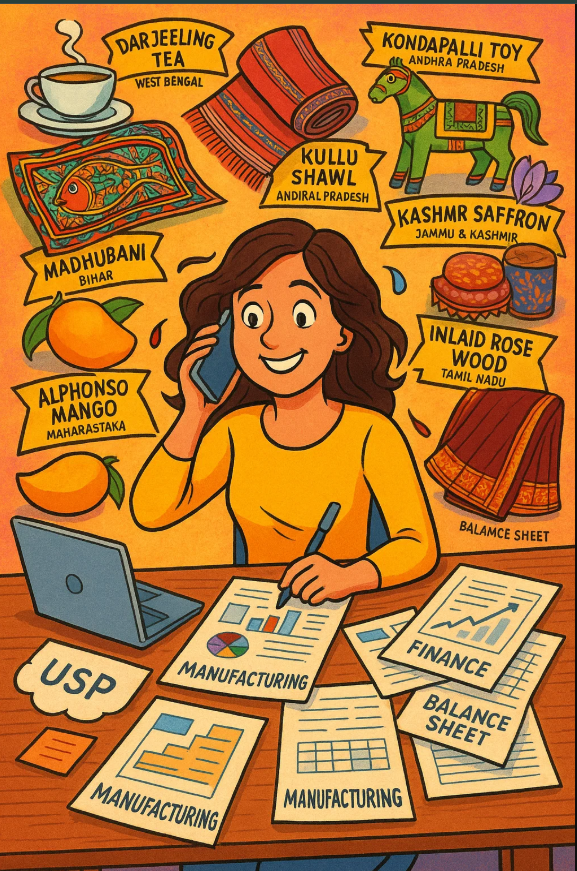 DARJEELING
TEA
WEST BENGAL
KONDAPALLI TOY
ANDHRA PRADESH
KULLU
SHAWL
ANDIRAL PRADESH
KASHMR SAFFRON
JAMMU & KASHMIR
MADHUBANI
BIHAR
INLAID ROSE
WOOD
TAMIL NADU
ALPHONSO
MANGO
MAHARASTAKA
BALAMCE SHEET
USP
MANUFACTURING
FINANCE
BALANCE
SHEET
MANUFACTURING
MANUFACTURING